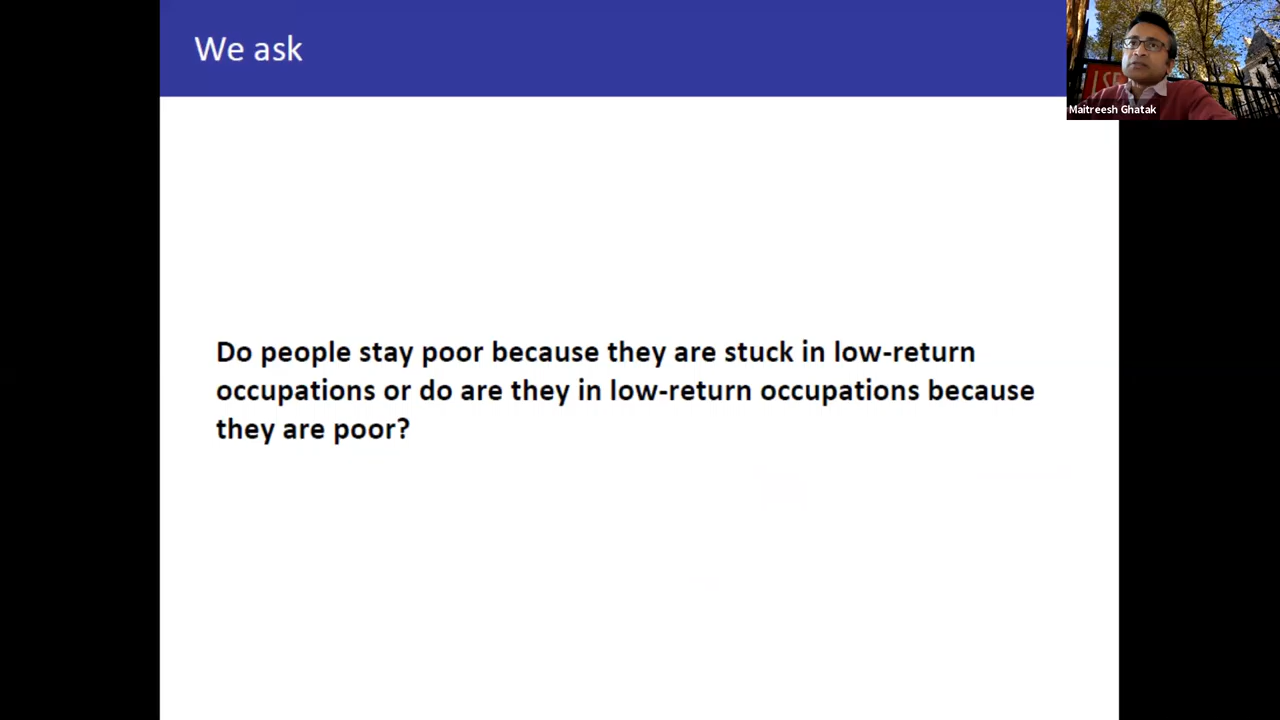 We ask
LSE
Maitreesh Ghatak
Do people stay poor because they are stuck in low-return
occupations or do are they in low-return occupations because
they are poor?